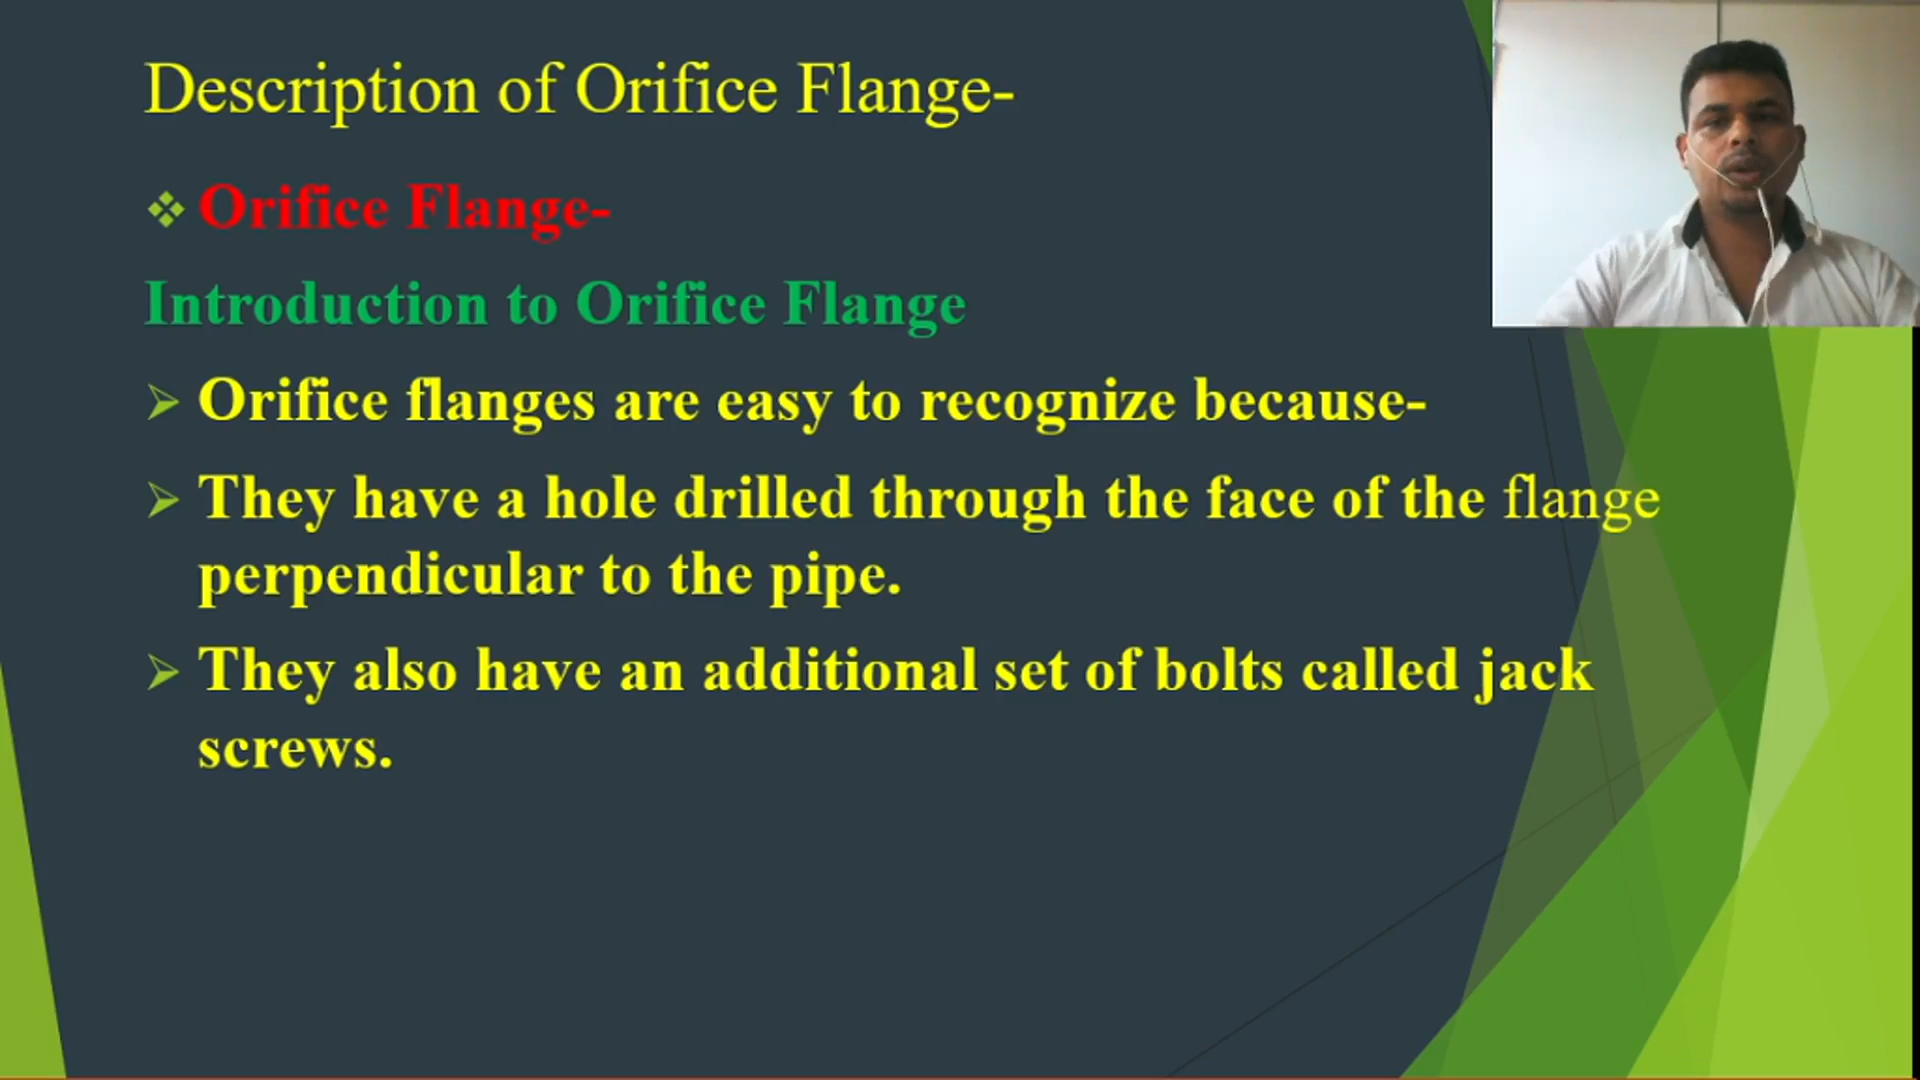 Description of Orifice Flange-
Orifice Flange-
Introduction to Orifice Flange
Orifice flanges are easy to recognize because-
They have a hole drilled through the face of the flange
perpendicular to the pipe.
They also have an additional set of bolts called jack
screws.